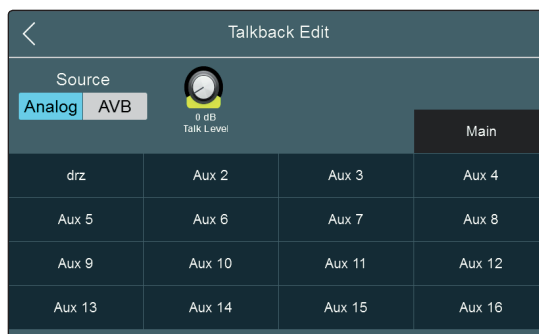 Talkback Edit
Source
Analog AVB
0 dB
Talk Level
Main
drz Aux 2 Aux 3 Aux 4
Aux 5 Aux 6 Aux 7 Aux 8
Aux 9 Aux 10 Aux 11 Aux 12
Aux 13 Aux 14 Aux 15 Aux 16